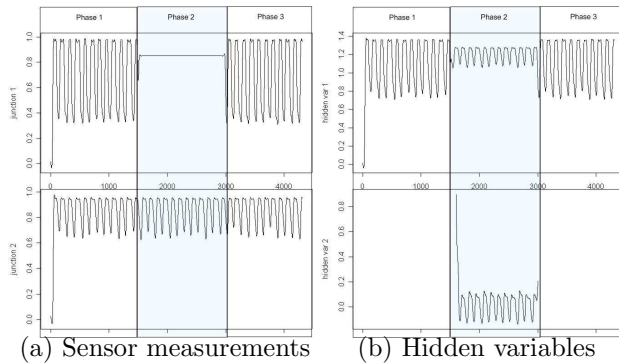 Phase 1 Phase 2 Phase 3
junction 1
0.0 0.2 0.4 0.6 0.8 1.0
0 1000 2000 3000 4000
junction 2
0.0 0.2 0.4 0.6 0.8 1.0
(a) Sensor measurements
Phase 1 Phase 2 Phase 3
hidden var 1
0.0 0.2 0.4 0.6 0.8 1.0 1.2 1.4
0 1000 2000 3000 4000
hidden var 2
0.0 0.2 0.4 0.6 0.8
(b) Hidden variables